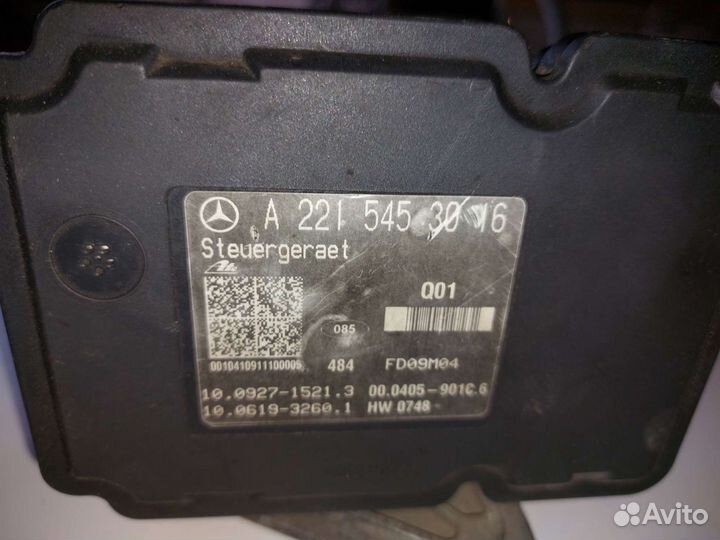 A 221 545 30 16
Steuergeraet
Q01
085
0010410911100005 484 FD09M04
10.0927-1521.3 00.0405-901C.6
10.0619-3260.1 HW 0748
Avito